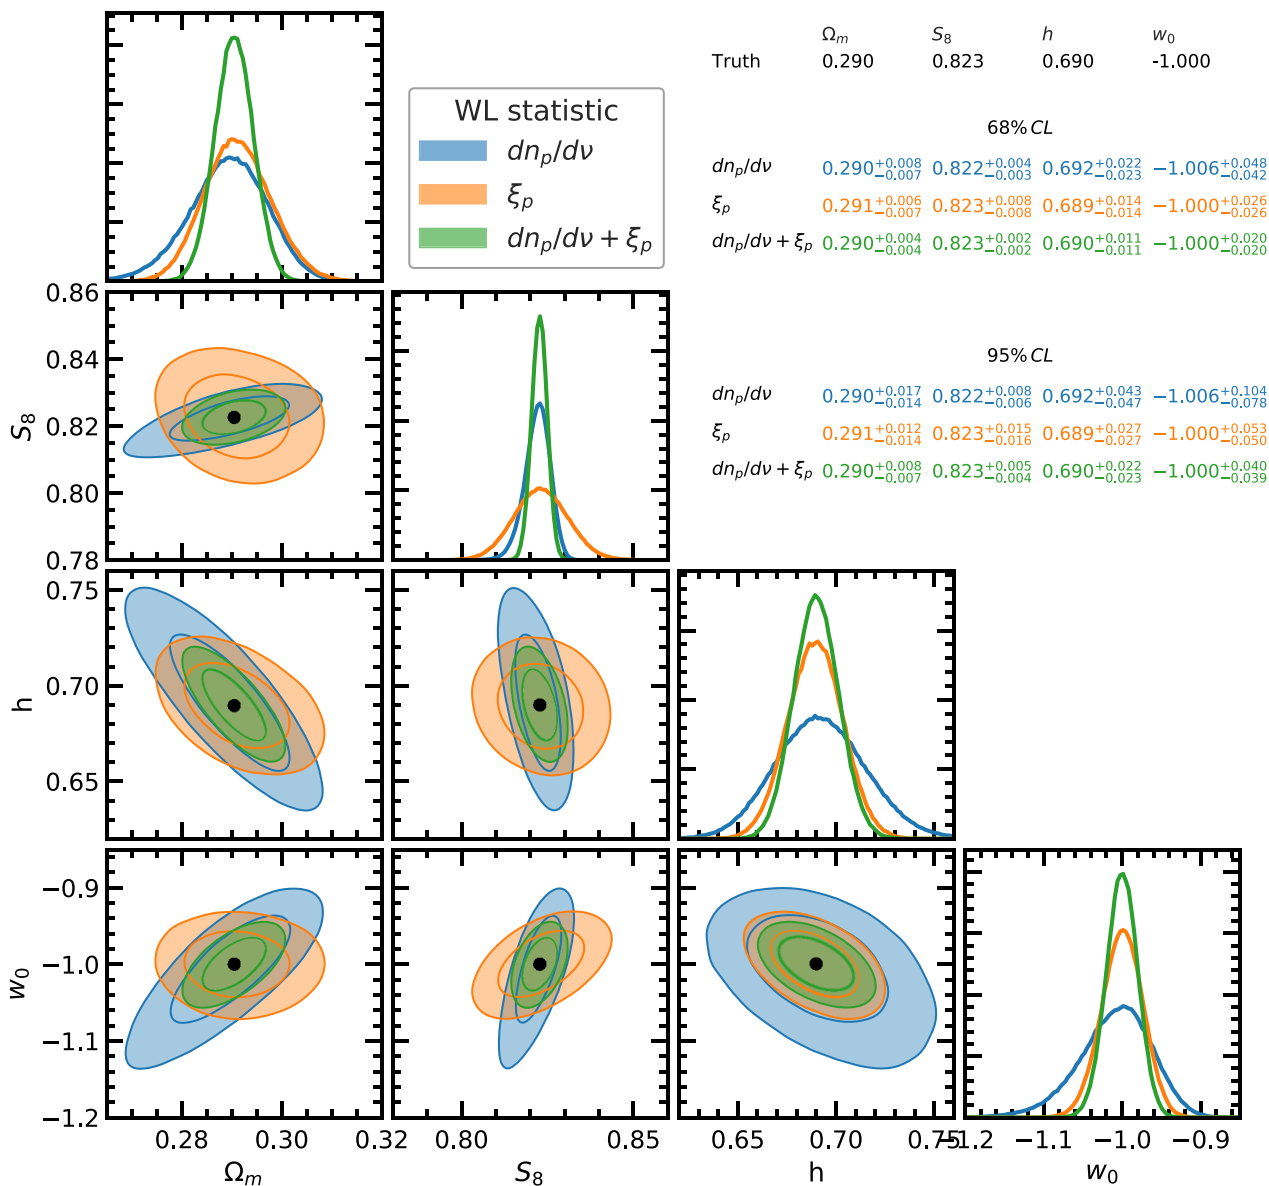 Ω_m S_8 h w_0
Truth 0.290 0.823 0.690 -1.000
WL statistic
dn_p/dν
ξ_p
dn_p/dν + ξ_p
68% CL
dn_p/dν 0.290^{+0.008}_{−0.007} 0.822^{+0.004}_{−0.003} 0.692^{+0.022}_{−0.023} −1.006^{+0.048}_{−0.042}
ξ_p 0.291^{+0.006}_{−0.007} 0.823^{+0.008}_{−0.008} 0.689^{+0.014}_{−0.014} −1.000^{+0.026}_{−0.026}
dn_p/dν + ξ_p 0.290^{+0.004}_{−0.004} 0.823^{+0.002}_{−0.002} 0.690^{+0.011}_{−0.011} −1.000^{+0.020}_{−0.020}
95% CL
dn_p/dν 0.290^{+0.017}_{−0.014} 0.822^{+0.008}_{−0.006} 0.692^{+0.043}_{−0.047} −1.006^{+0.104}_{−0.078}
ξ_p 0.291^{+0.012}_{−0.014} 0.823^{+0.015}_{−0.016} 0.689^{+0.027}_{−0.027} −1.000^{+0.053}_{−0.050}
dn_p/dν + ξ_p 0.290^{+0.008}_{−0.007} 0.823^{+0.005}_{−0.004} 0.690^{+0.022}_{−0.023} −1.000^{+0.040}_{−0.039}
0.86
0.84
0.82
0.80
0.78
S_8
0.75
0.70
0.65
h
−0.9
−1.0
−1.1
−1.2
w_0
0.28 0.30 0.32 0.80 0.85 0.65 0.70 0.75 −1.2 −1.1 −1.0 −0.9
Ω_m S_8 h w_0